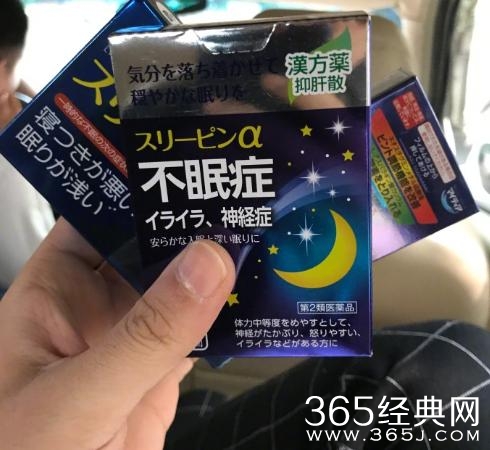 気分を落ち着かせて
穏やかな眠りを
漢方薬
抑肝散
スリーピンα
不眠症
イライラ、神経症
安らかな入眠と深い眠りに
第2類医薬品
体力中等度をめやすとして、
神経がたかぶり、怒りやすい、
イライラなどがある方に
寝つきが悪い
眠りが浅い
マイティア
365经典网
www.365j.com